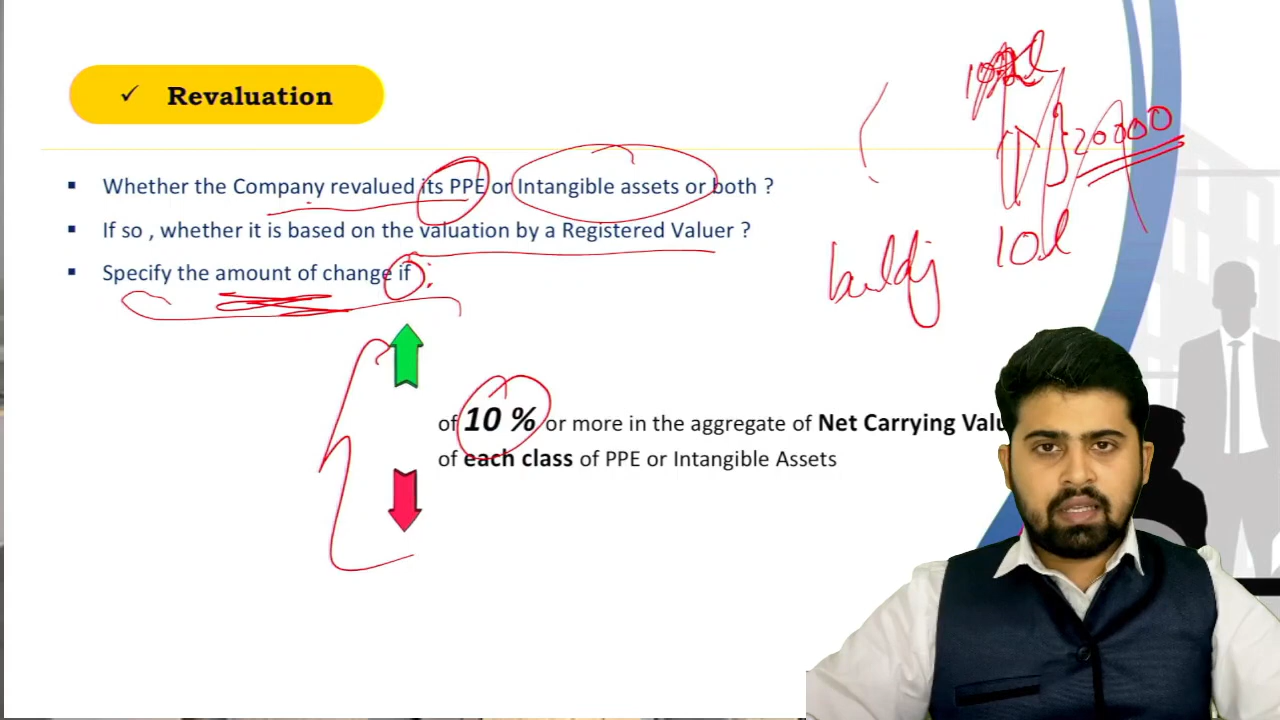 ✓ Revaluation
20000
▪ Whether the Company revalued its PPE or Intangible assets or both ?
▪ If so , whether it is based on the valuation by a Registered Valuer ?
10l
▪ Specify the amount of change if :
of 10 % or more in the aggregate of Net Carrying Valu
of each class of PPE or Intangible Assets